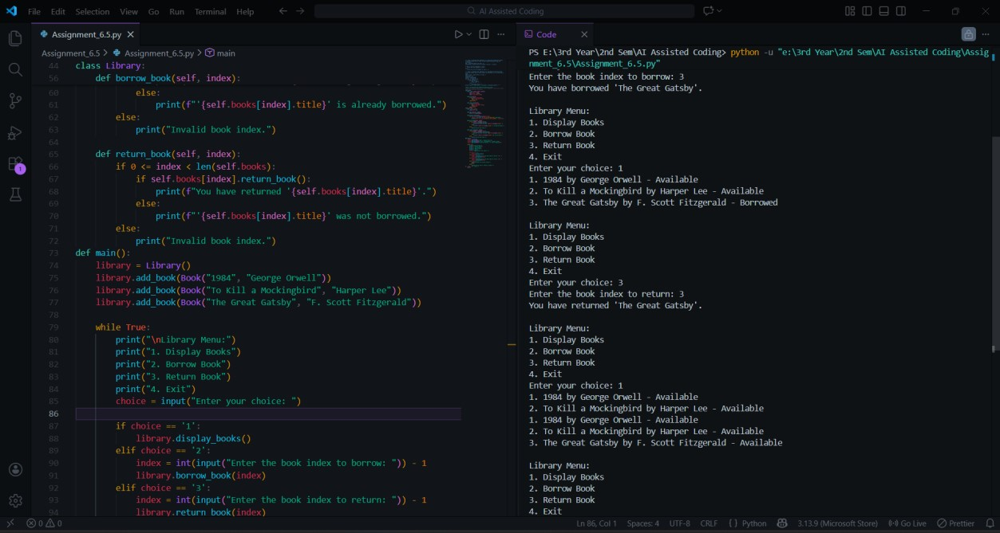 File Edit Selection View Go Run Terminal Help
AI Assisted Coding
Assignment_6.5.py
Assignment_6.5 > Assignment_6.5.py > main
44 class Library:
56 def borrow_book(self, index):
60 else:
61 print(f"'{self.books[index].title}' is already borrowed.")
62 else:
63 print("Invalid book index.")
64
65 def return_book(self, index):
66 if 0 <= index < len(self.books):
67 if self.books[index].return_book():
68 print(f"You have returned '{self.books[index].title}'.")
69 else:
70 print(f"'{self.books[index].title}' was not borrowed.")
71 else:
72 print("Invalid book index.")
73 def main():
74 library = Library()
75 library.add_book(Book("1984", "George Orwell"))
76 library.add_book(Book("To Kill a Mockingbird", "Harper Lee"))
77 library.add_book(Book("The Great Gatsby", "F. Scott Fitzgerald"))
78
79 while True:
80 print("\nLibrary Menu:")
81 print("1. Display Books")
82 print("2. Borrow Book")
83 print("3. Return Book")
84 print("4. Exit")
85 choice = input("Enter your choice: ")
86
87 if choice == '1':
88 library.display_books()
89 elif choice == '2':
90 index = int(input("Enter the book index to borrow: ")) - 1
91 library.borrow_book(index)
92 elif choice == '3':
93 index = int(input("Enter the book index to return: ")) - 1
94 library.return_book(index)
1
Code
PS E:\3rd Year\2nd Sem\AI Assisted Coding> python -u "e:\3rd Year\2nd Sem\AI Assisted Coding\Assig
nment_6.5\Assignment_6.5.py"
Enter the book index to borrow: 3
You have borrowed 'The Great Gatsby'.
Library Menu:
1. Display Books
2. Borrow Book
3. Return Book
4. Exit
Enter your choice: 1
1. 1984 by George Orwell - Available
2. To Kill a Mockingbird by Harper Lee - Available
3. The Great Gatsby by F. Scott Fitzgerald - Borrowed
Library Menu:
1. Display Books
2. Borrow Book
3. Return Book
4. Exit
Enter your choice: 3
Enter the book index to return: 3
You have returned 'The Great Gatsby'.
Library Menu:
1. Display Books
2. Borrow Book
3. Return Book
4. Exit
Enter your choice: 1
1. 1984 by George Orwell - Available
2. To Kill a Mockingbird by Harper Lee - Available
1. 1984 by George Orwell - Available
2. To Kill a Mockingbird by Harper Lee - Available
3. The Great Gatsby by F. Scott Fitzgerald - Available
Library Menu:
1. Display Books
2. Borrow Book
3. Return Book
4. Exit
0 0
Ln 86, Col 1 Spaces: 4 UTF-8 CRLF { } Python 3.13.9 (Microsoft Store) Go Live Prettier